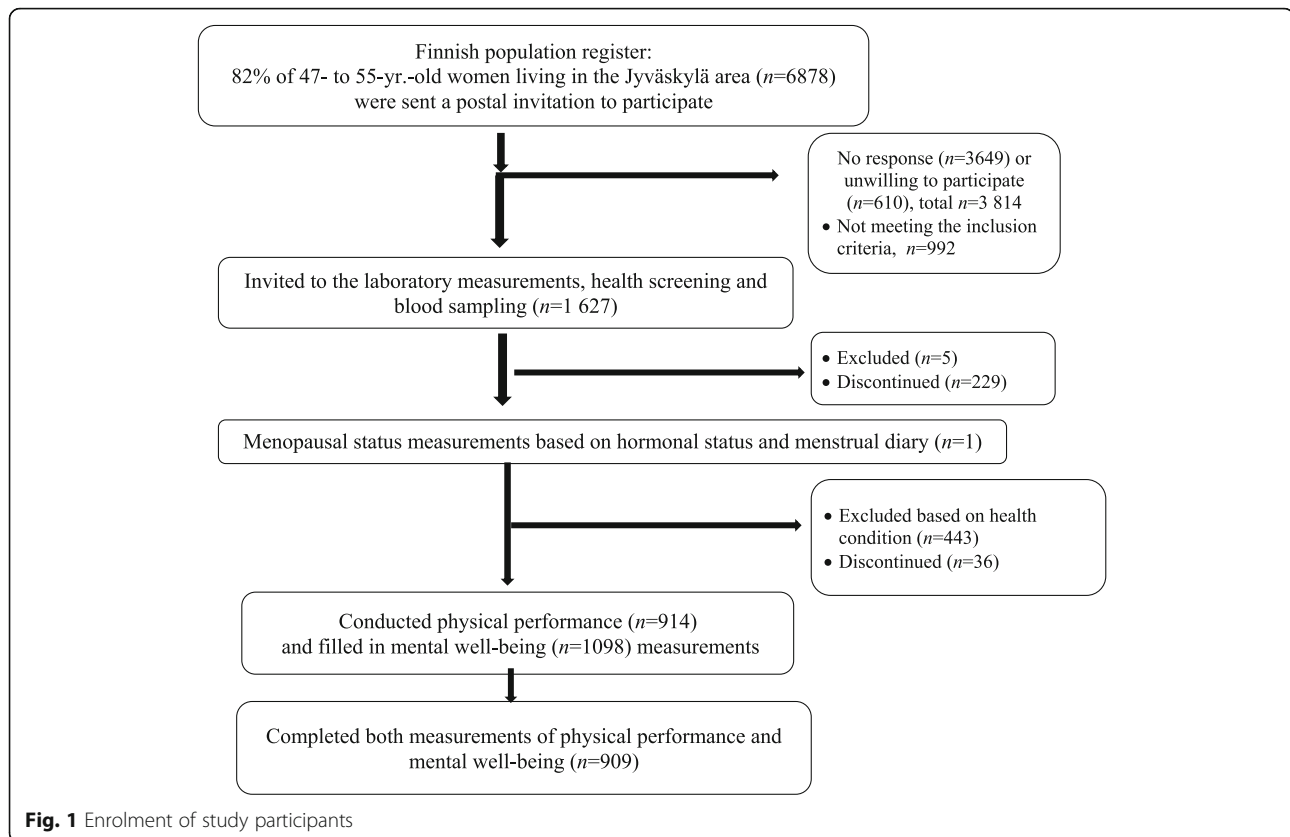 Finnish population register:
82% of 47- to 55-yr.-old women living in the Jyväskylä area (n=6878)
were sent a postal invitation to participate
No response (n=3649) or
unwilling to participate
(n=610), total n=3 814
• Not meeting the inclusion
criteria, n=992
Invited to the laboratory measurements, health screening and
blood sampling (n=1 627)
• Excluded (n=5)
• Discontinued (n=229)
Menopausal status measurements based on hormonal status and menstrual diary (n=1)
• Excluded based on health
condition (n=443)
• Discontinued (n=36)
Conducted physical performance (n=914)
and filled in mental well-being (n=1098) measurements
Completed both measurements of physical performance and
mental well-being (n=909)
Fig. 1 Enrolment of study participants